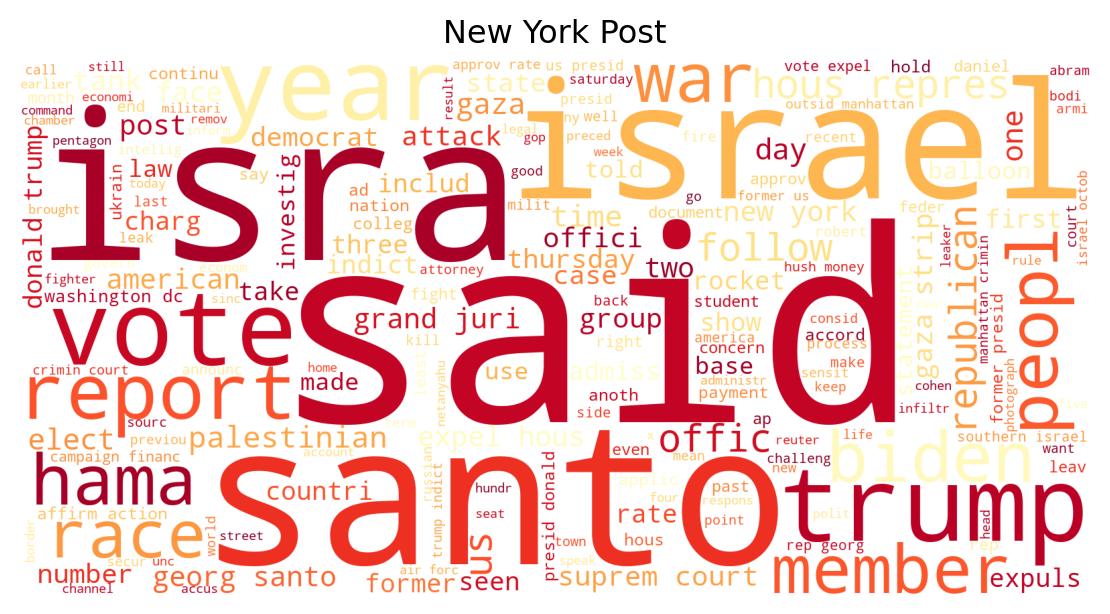 New York Post
call
still
continu
approv rate
us presid
vote expel
hold
daniel
abram
earlier
tank
face
year
war
state
saturday
hous repres
month
economi
end
militari
result
presid
outsid manhattan
bodi
armi
command
chamber
post
remov
gaza
ny
well
israel
one
donald trump
pentagon
inform
democrat
attack
legal
gop
preced
fire
recent
isra
intellig
law
say
told
week
day
approv
balloon
ukrain
today
investig
ad
includ
good
former us
brought
last
nation
milit
go
feder
octob
charg
leak
colleg
time
document
new york
first
court
three
offici
robert
republican
israel
leaker
fighter
american
indict
thursday
follow
gaza strip
rule
econom
attorney
case
two
rocket
hush money
manhattan crimin
washington dc
sinc
take
fight
back
student
peopl
vote
said
grand juri
group
show
consid
accord
former presid
kill
right
america
process
statement
photograph
crimin court
announc
home
least
use
admiss
concern
base
make
sensit
report
made
netanyahu
anoth
administr
payment
keep
cohen
five
sourc
side
ap
infiltr
elect
previou
palestinian
term
expel hous
offic
reuter
life
southern israel
campaign financ
account
even
x
mean
challeng
biden
want
hama
santo
russian
applic
new
leav
countri
hundr
presid donald
past
trump
affirm action
world
seat
four
respons
race
street
trump indict
rate
point
polit
head
border
secur
unc
us
town
hous
rep georg
rep
number
georg santo
air forc
seen
speak
member
expuls
channel
accus
former
suprem court